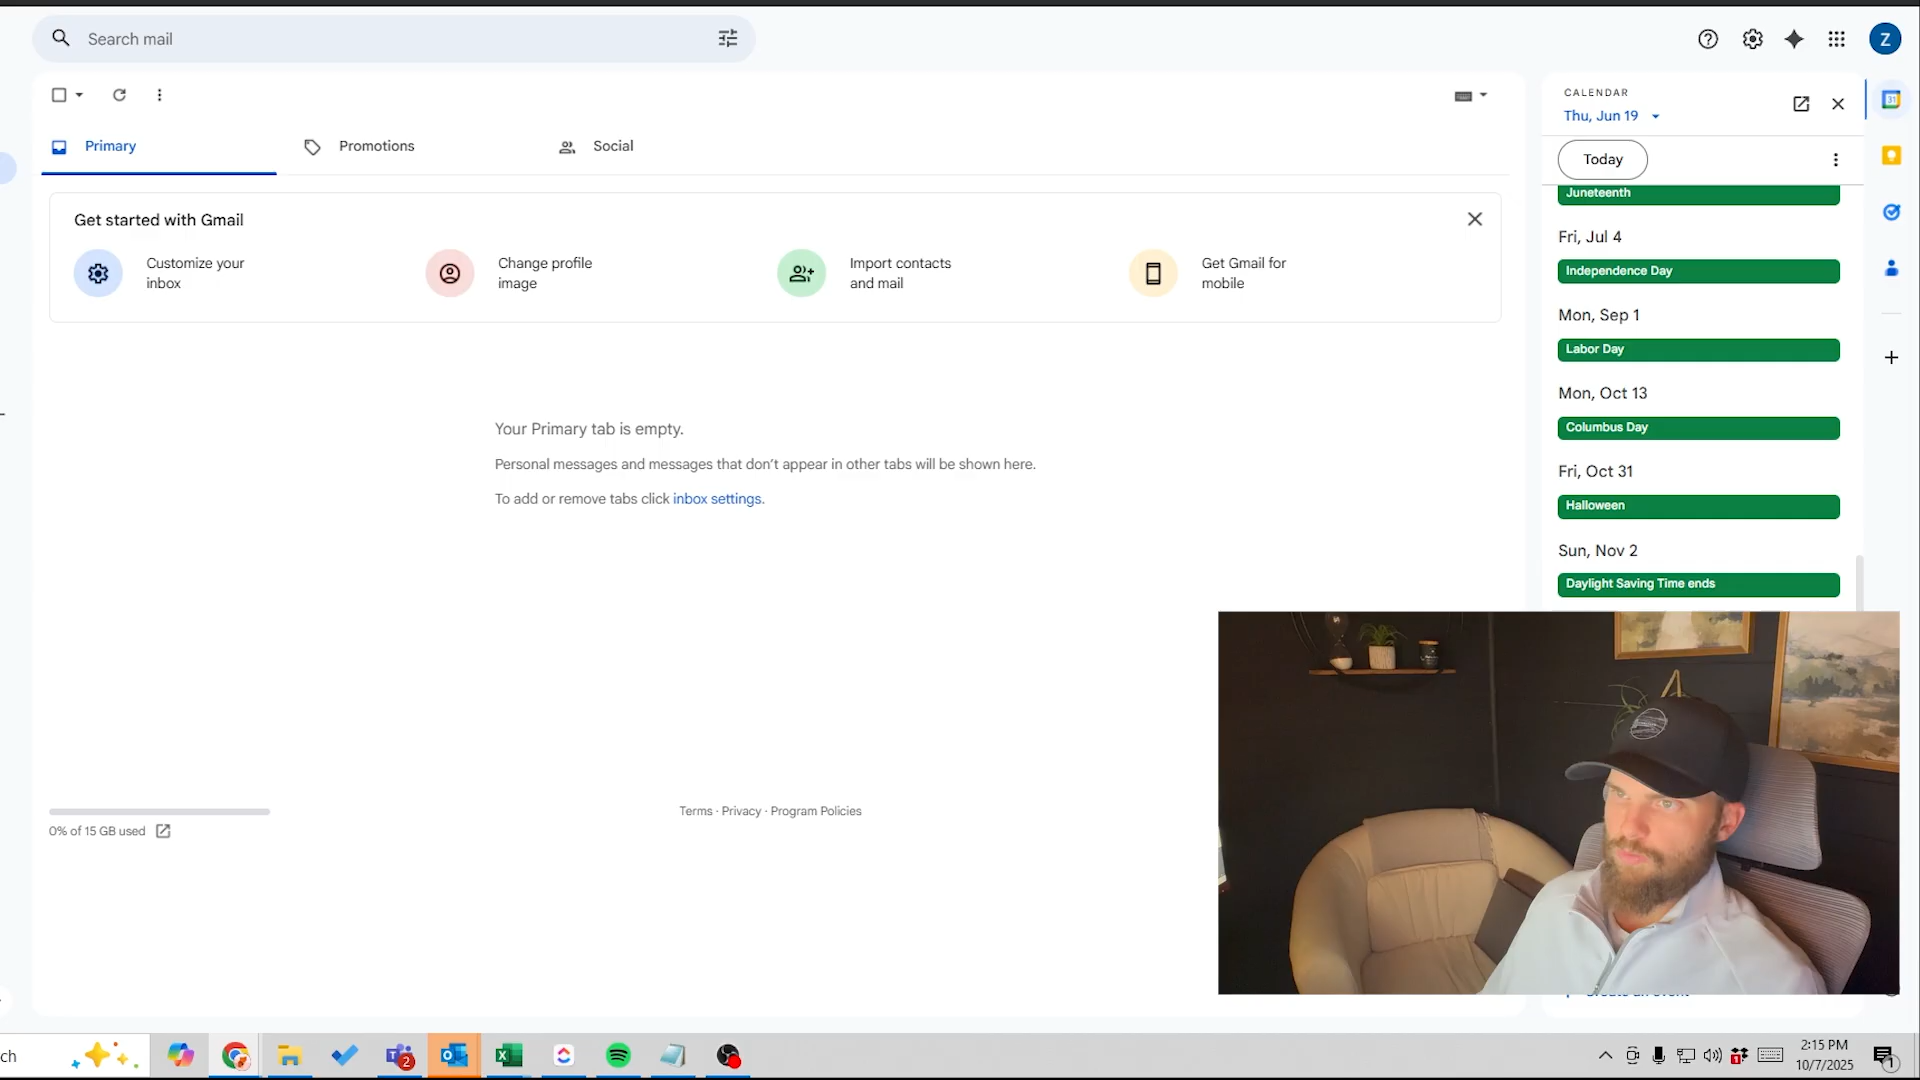 Search mail
Z
Primary
Promotions
Social
Get started with Gmail
Customize your
inbox
Change profile
image
Import contacts
and mail
Get Gmail for
mobile
Your Primary tab is empty.
Personal messages and messages that don't appear in other tabs will be shown here.
To add or remove tabs click inbox settings.
0% of 15 GB used
Terms · Privacy · Program Policies
CALENDAR
Thu, Jun 19
Today
Juneteenth
Fri, Jul 4
Independence Day
Mon, Sep 1
Labor Day
Mon, Oct 13
Columbus Day
Fri, Oct 31
Halloween
Sun, Nov 2
Daylight Saving Time ends
31
ch
2
2:15 PM
10/7/2025
1